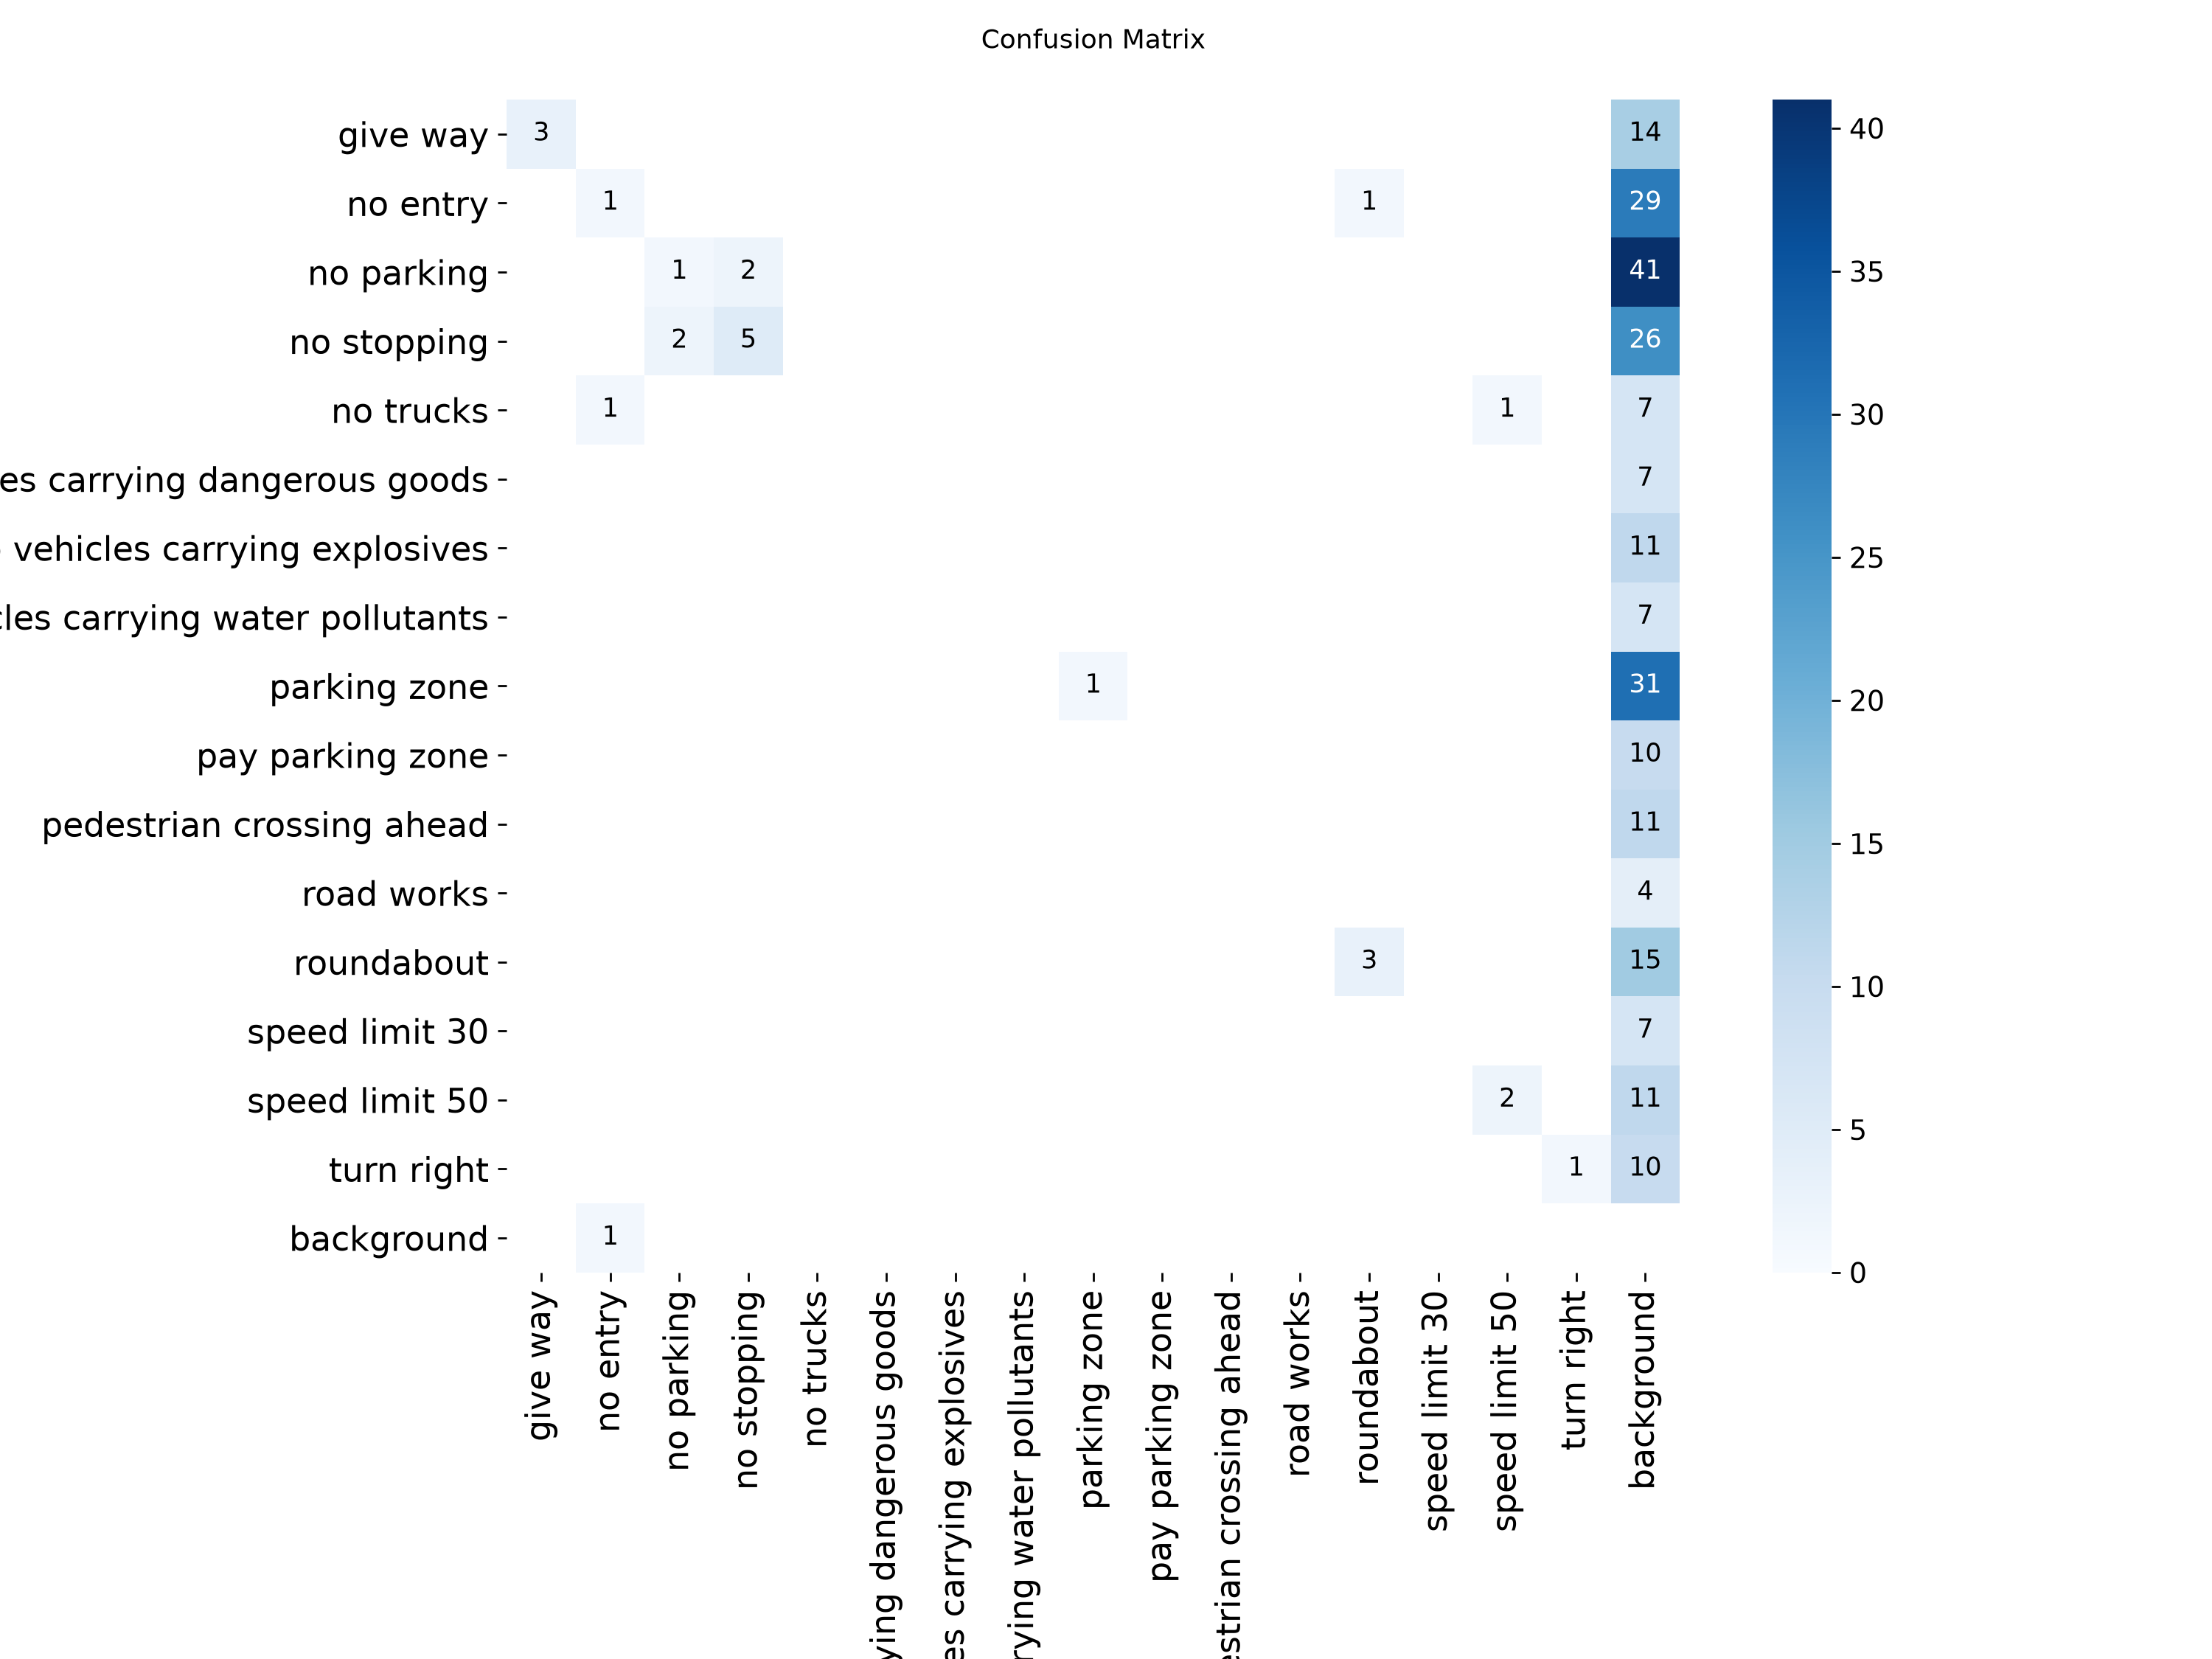 Confusion Matrix
give way 3 14 40
no entry 1 1 29
no parking 1 2 41 35
no stopping 2 5 26
no trucks 1 1 7 30
carrying dangerous goods 7
vehicles carrying explosives 11 25
carrying water pollutants 7
parking zone 1 31 20
pay parking zone 10
pedestrian crossing ahead 11 15
road works 4
roundabout 3 15 10
speed limit 30 7
speed limit 50 2 11 5
turn right 1 10
background 1 0
give way
no entry
no parking
no stopping
no trucks
dangerous goods
carrying explosives
water pollutants
parking zone
pay parking zone
crossing ahead
road works
roundabout
speed limit 30
speed limit 50
turn right
background